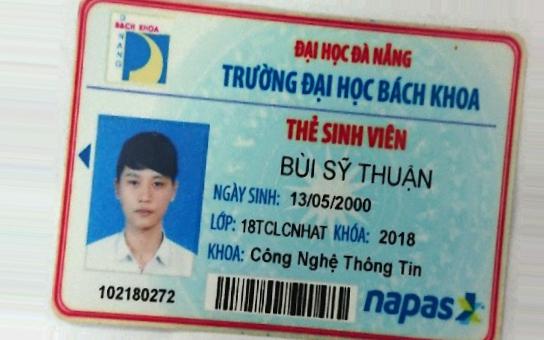 BÁCH KHOA
ĐÀ NẴNG
ĐẠI HỌC ĐÀ NẴNG
TRƯỜNG ĐẠI HỌC BÁCH KHOA
THẺ SINH VIÊN
BÙI SỸ THUẬN
NGÀY SINH: 13/05/2000
LỚP: 18TCLCNHAT KHÓA: 2018
KHOA: Công Nghệ Thông Tin
102180272
napas